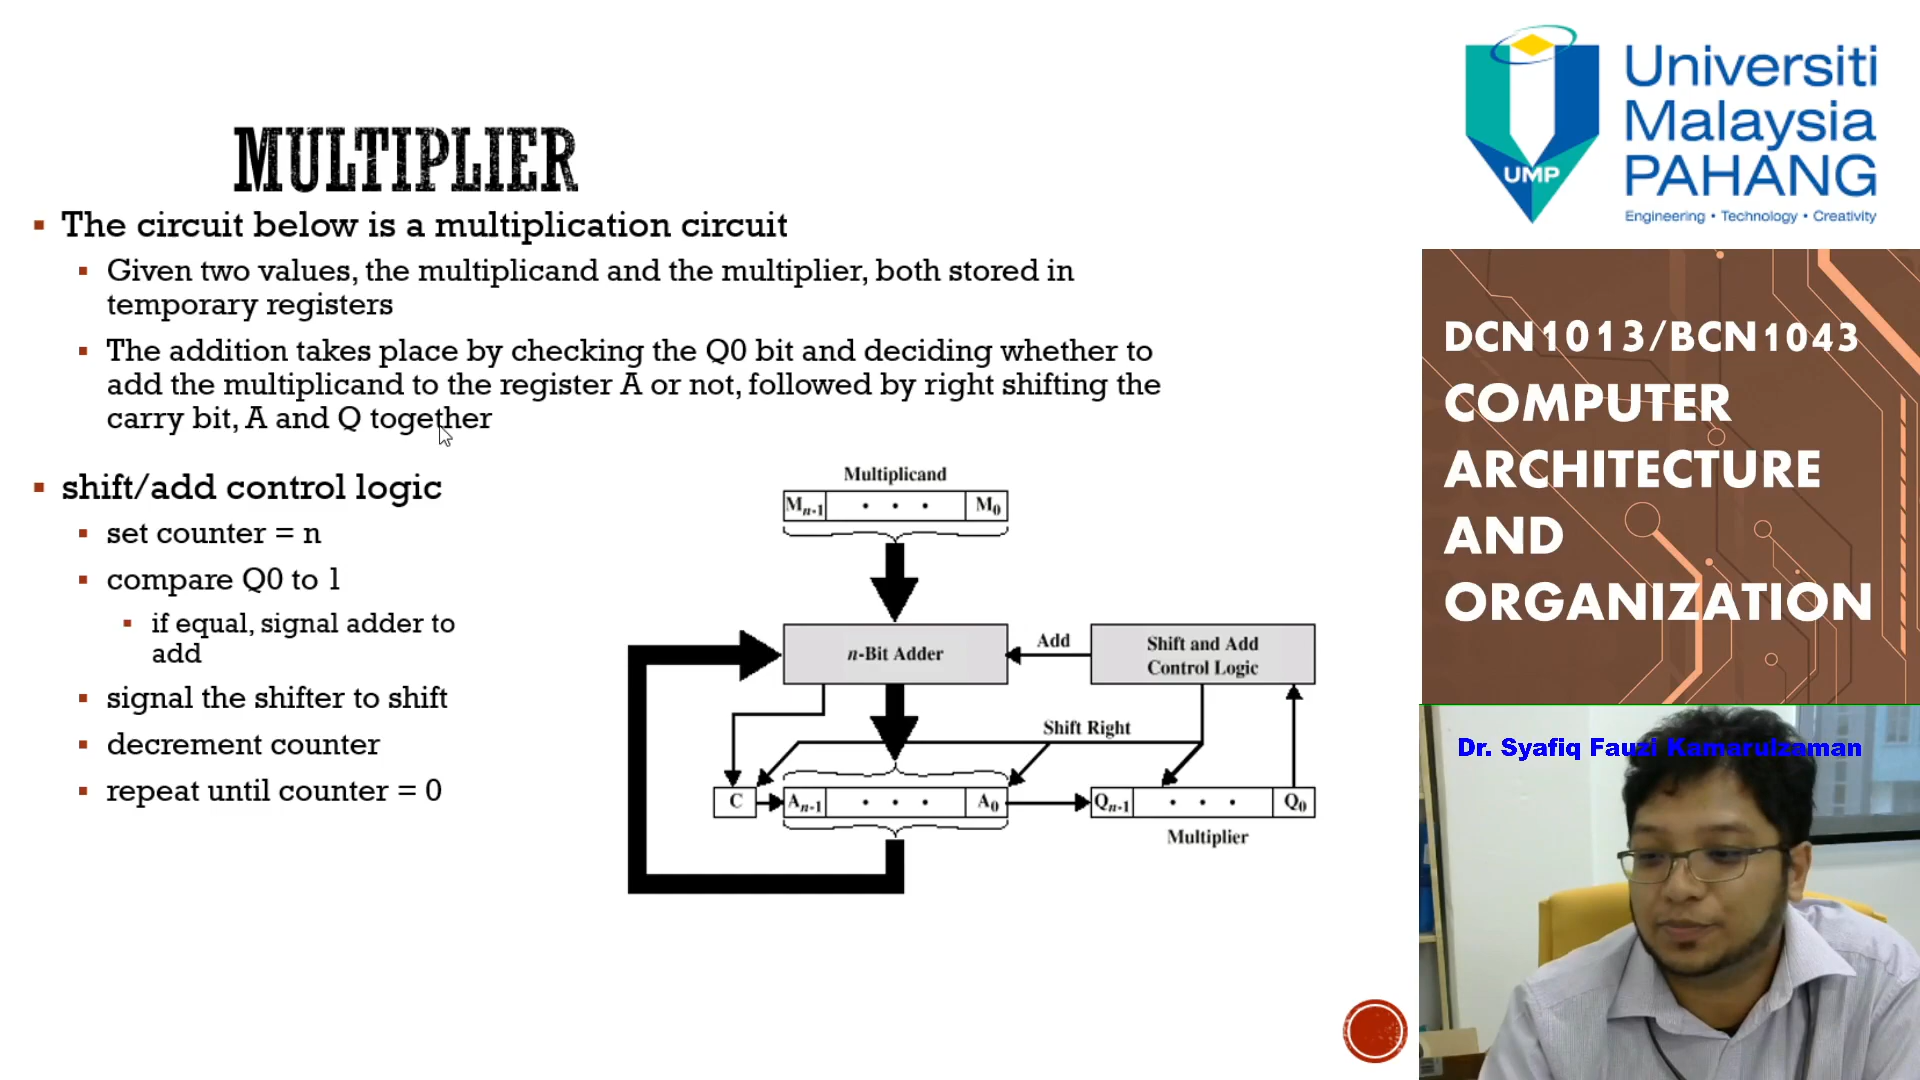 MULTIPLIER
The circuit below is a multiplication circuit
Given two values, the multiplicand and the multiplier, both stored in
temporary registers
The addition takes place by checking the Q0 bit and deciding whether to
add the multiplicand to the register A or not, followed by right shifting the
carry bit, A and Q together
shift/add control logic
set counter = n
compare Q0 to 1
if equal, signal adder to
add
signal the shifter to shift
decrement counter
repeat until counter = 0
Multiplicand
Mn-1 • • • M0
n-Bit Adder
Add
Shift and Add
Control Logic
Shift Right
C An-1 • • • A0 Qn-1 • • • Q0
Multiplier
UMP
Universiti
Malaysia
PAHANG
Engineering • Technology • Creativity
DCN1013/BCN1043
COMPUTER
ARCHITECTURE
AND
ORGANIZATION
Dr. Syafiq Fauzi Kamarulzaman